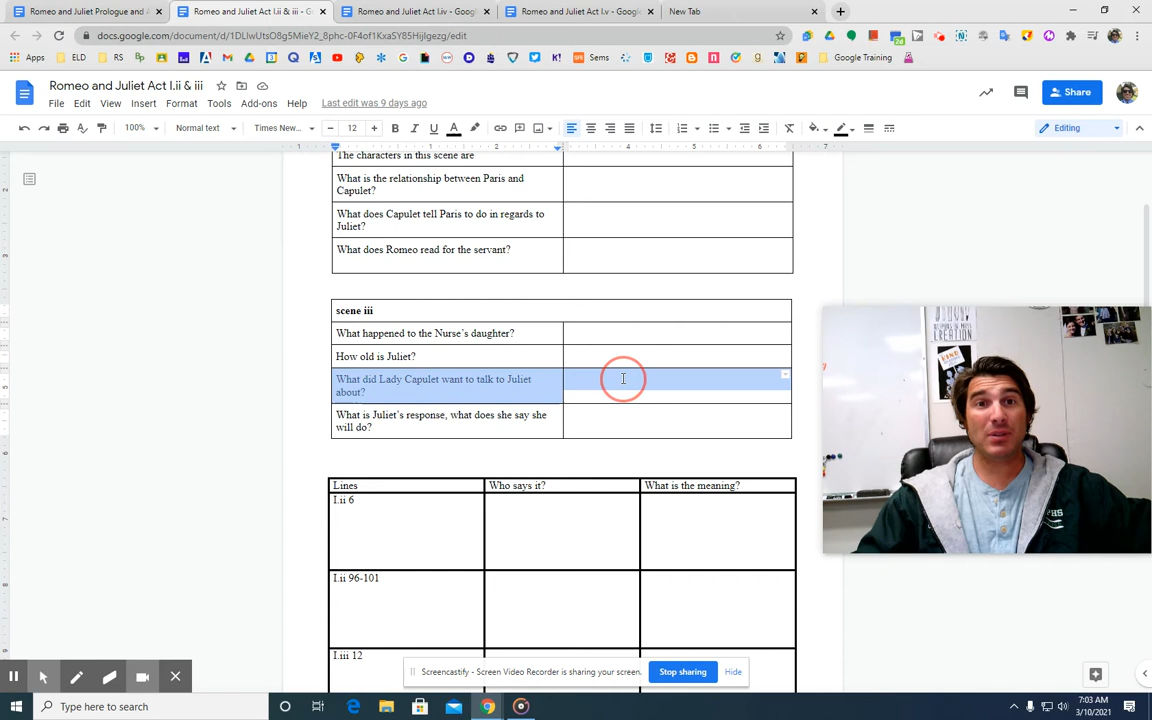 Romeo and Juliet Prologue and A
Romeo and Juliet Act I.ii & iii - G
Romeo and Juliet Act I.iv - Google
Romeo and Juliet Act I.v - Google
New Tab
docs.google.com/document/d/1DLlwUtsO8g5MieY2_8phc-0F4of1KxaSY85HijIgezg/edit
Apps
ELD
RS
Sems
Google Training
Romeo and Juliet Act I.ii & iii
File Edit View Insert Format Tools Add-ons Help
Last edit was 9 days ago
Share
100%
Normal text
Times New...
12
Editing
The characters in this scene are
What is the relationship between Paris and
Capulet?
What does Capulet tell Paris to do in regards to
Juliet?
What does Romeo read for the servant?
scene iii
What happened to the Nurse's daughter?
How old is Juliet?
What did Lady Capulet want to talk to Juliet
about?
What is Juliet's response, what does she say she
will do?
Lines
Who says it?
What is the meaning?
I.ii 6
I.ii 96-101
I.iii 12
Screencastify - Screen Video Recorder is sharing your screen.
Stop sharing
Hide
Type here to search
7:03 AM
3/10/2021